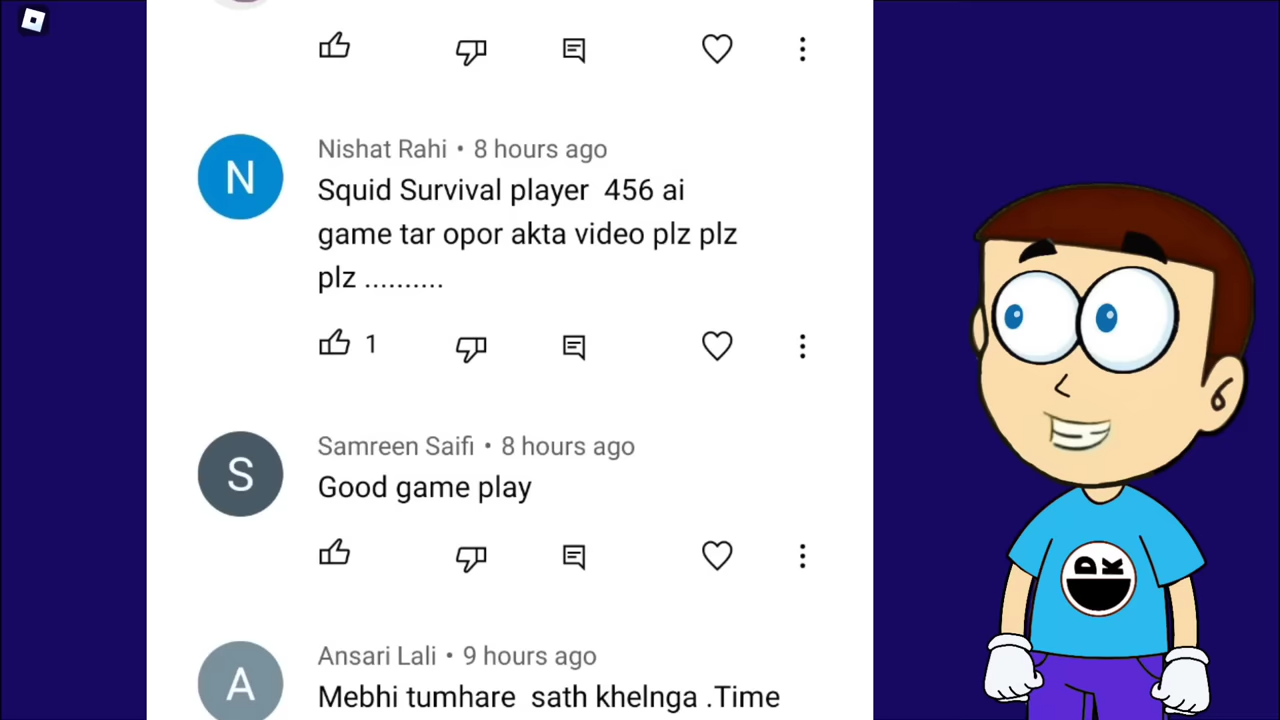 Nishat Rahi • 8 hours ago
N
Squid Survival player  456 ai
game tar opor akta video plz plz
plz ..........
1
Samreen Saifi • 8 hours ago
S
Good game play
Ansari Lali • 9 hours ago
A
Mebhi tumhare  sath khelnga .Time
D K